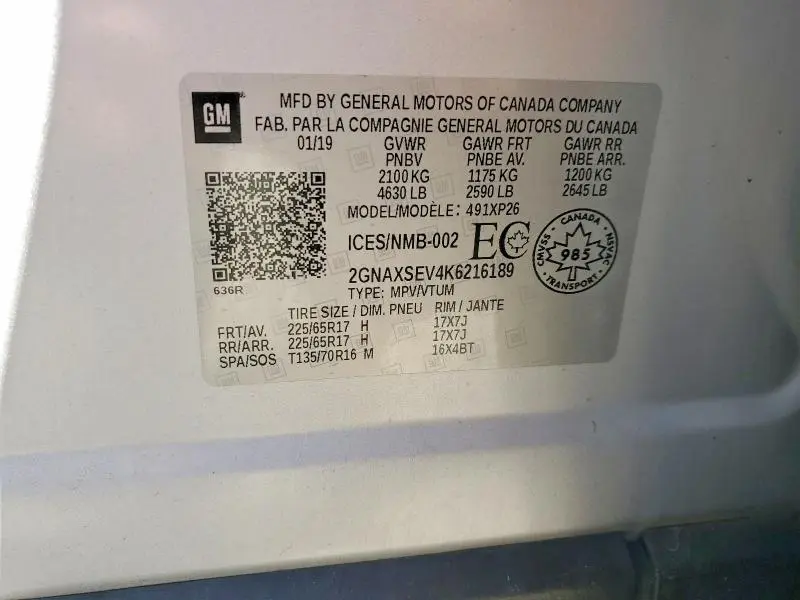 GM
MFD BY GENERAL MOTORS OF CANADA COMPANY
FAB. PAR LA COMPAGNIE GENERAL MOTORS DU CANADA
01/19 GVWR GAWR FRT GAWR RR
PNBV PNBE AV. PNBE ARR.
2100 KG 1175 KG 1200 KG
4630 LB 2590 LB 2645 LB
MODEL/MODÈLE: 491XP26
ICES/NMB-002 EC
CANADA
CMVSS 985 NSVAC
TRANSPORT
2GNAXSEV4K6216189
636R
TYPE: MPV/VTUM
TIRE SIZE / DIM. PNEU RIM / JANTE
FRT/AV. 225/65R17 H 17X7J
RR/ARR. 225/65R17 H 17X7J
SPA/SOS T135/70R16 M 16X4BT